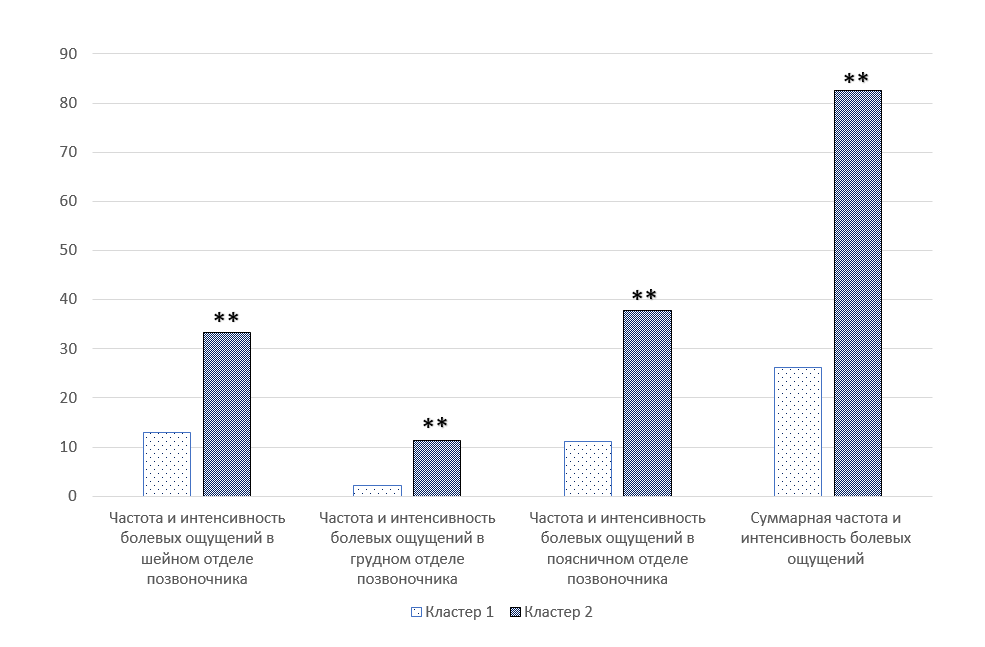 90
80
70
60
50
40
30
20
10
0
**
**
**
**
Частота и интенсивность
болевых ощущений в
шейном отделе
позвоночника
Частота и интенсивность
болевых ощущений в
грудном отделе
позвоночника
Частота и интенсивность
болевых ощущений в
поясничном отделе
позвоночника
Суммарная частота и
интенсивность болевых
ощущений
Кластер 1
Кластер 2